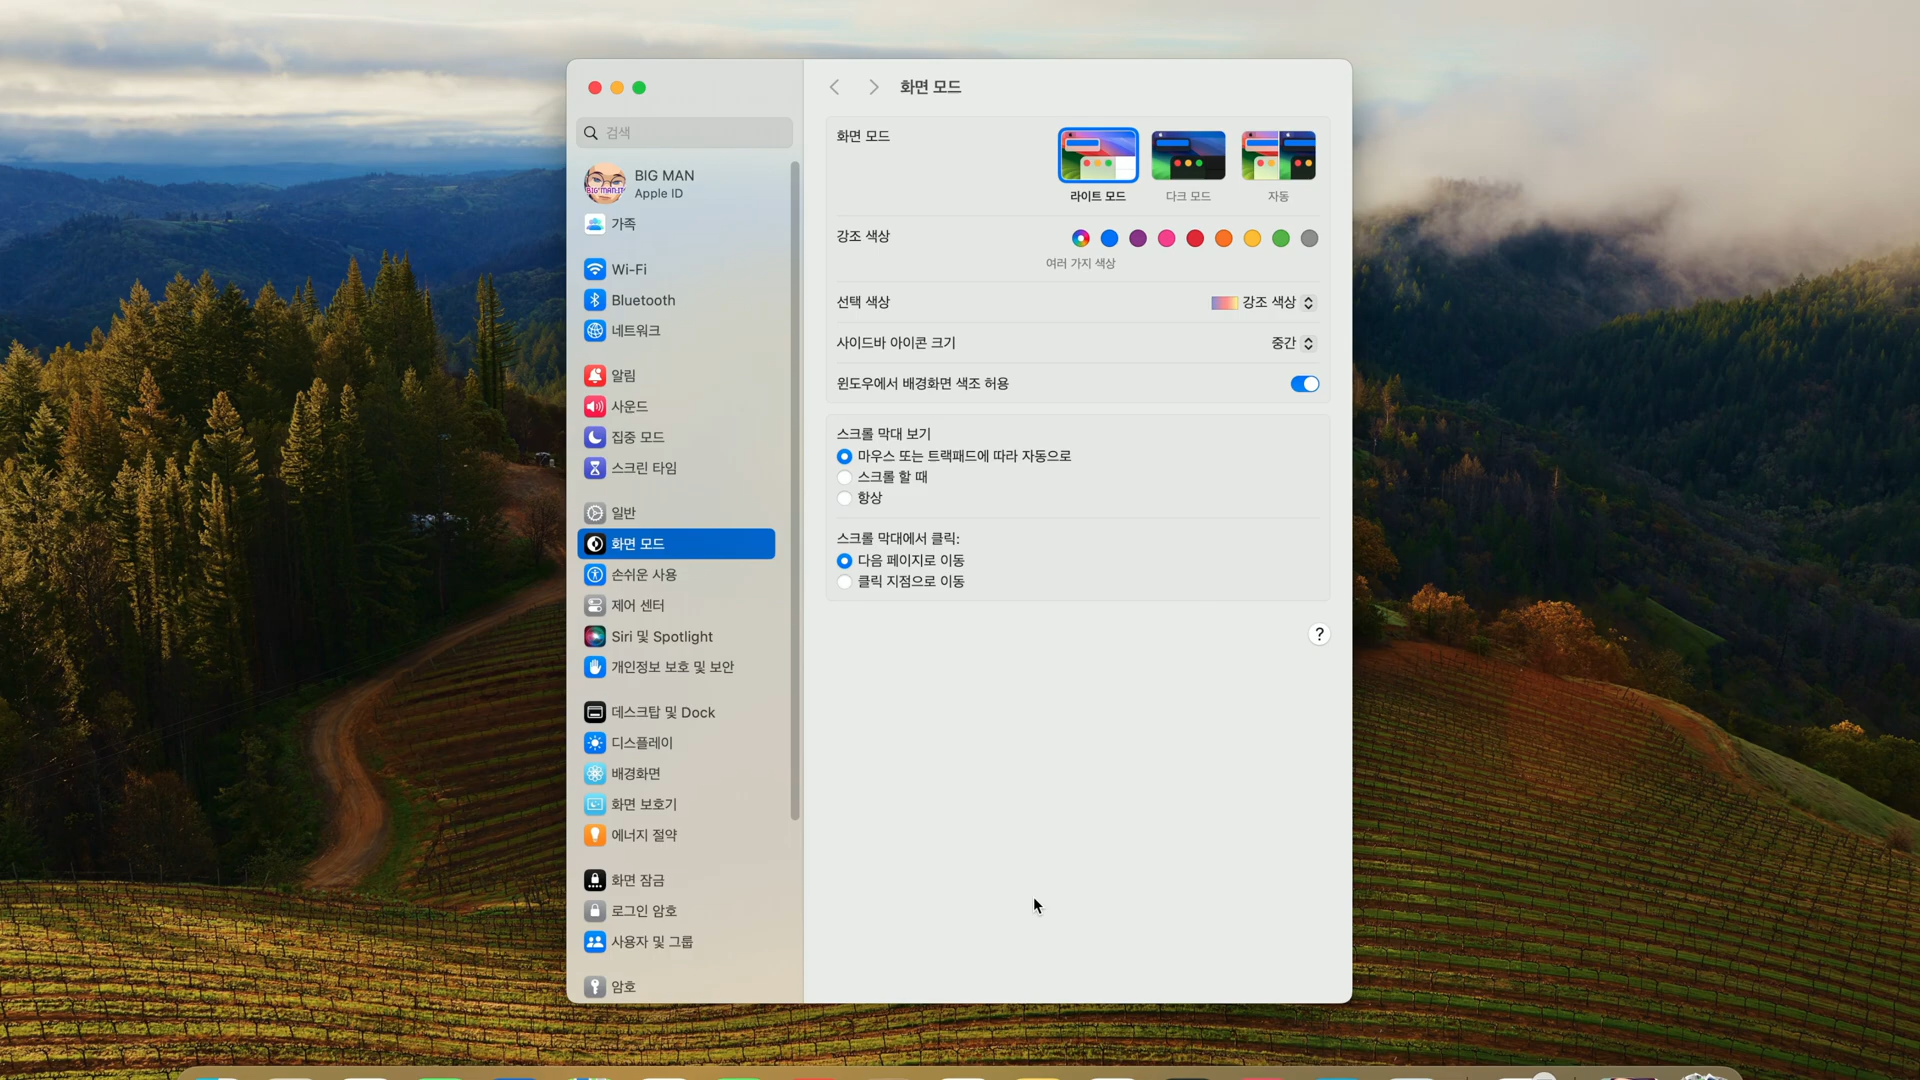 검색
BIG MAN
Apple ID
가족
Wi-Fi
Bluetooth
네트워크
알림
사운드
집중 모드
스크린 타임
일반
화면 모드
손쉬운 사용
제어 센터
Siri 및 Spotlight
개인정보 보호 및 보안
데스크탑 및 Dock
디스플레이
배경화면
화면 보호기
에너지 절약
화면 잠금
로그인 암호
사용자 및 그룹
암호
화면 모드
화면 모드
라이트 모드
다크 모드
자동
강조 색상
여러 가지 색상
선택 색상
강조 색상
사이드바 아이콘 크기
중간
윈도우에서 배경화면 색조 허용
스크롤 막대 보기
마우스 또는 트랙패드에 따라 자동으로
스크롤 할 때
항상
스크롤 막대에서 클릭:
다음 페이지로 이동
클릭 지점으로 이동
?